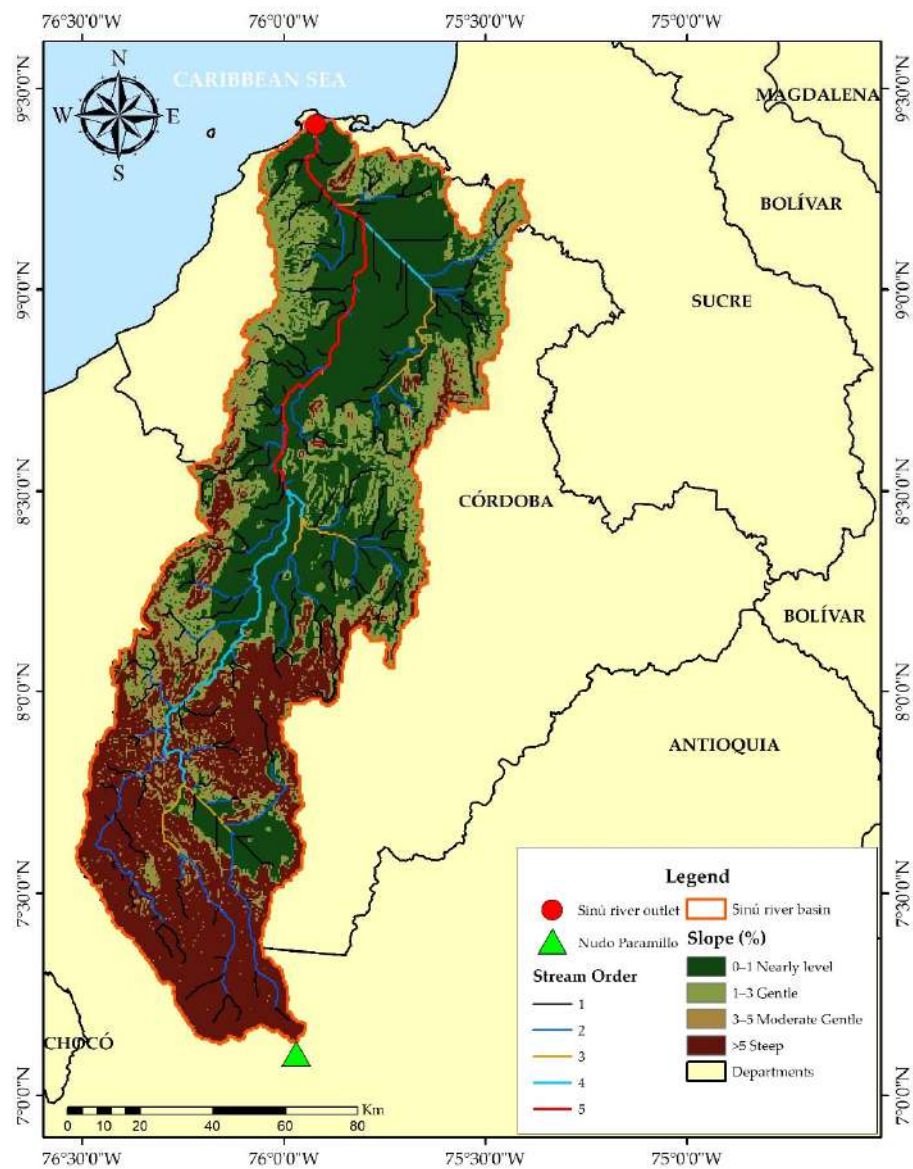 76°30'0"W 76°0'0"W 75°30'0"W 75°0'0"W
9°30'0"N 9°30'0"N
9°0'0"N 9°0'0"N
8°30'0"N 8°30'0"N
8°0'0"N 8°0'0"N
7°30'0"N 7°30'0"N
7°0'0"N 7°0'0"N
N
W E
S
CARIBBEAN SEA
MAGDALENA
BOLÍVAR
SUCRE
CÓRDOBA
BOLÍVAR
ANTIOQUIA
CHOCÓ
Legend
Sinú river outlet
Nudo Paramillo
Stream Order
1
2
3
4
5
Sinú river basin
Slope (%)
0–1 Nearly level
1–3 Gentle
3–5 Moderate Gentle
>5 Steep
Departments
Km
0 10 20 40 60 80
76°30'0"W 76°0'0"W 75°30'0"W 75°0'0"W